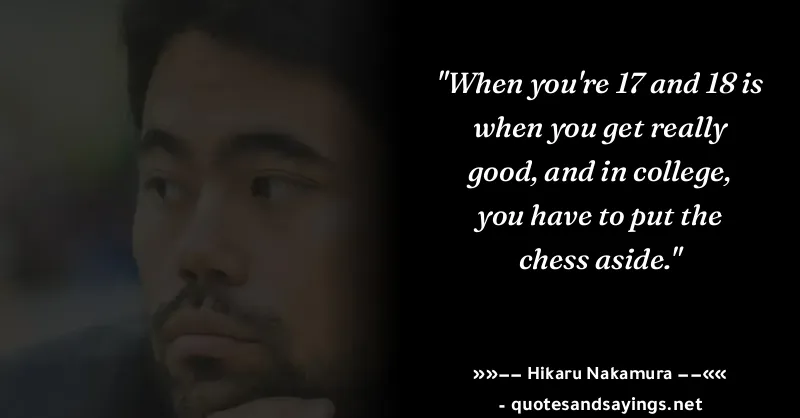 "When you're 17 and 18 is
when you get really
good, and in college,
you have to put the
chess aside."
»»−− Hikaru Nakamura −−««
- quotesandsayings.net